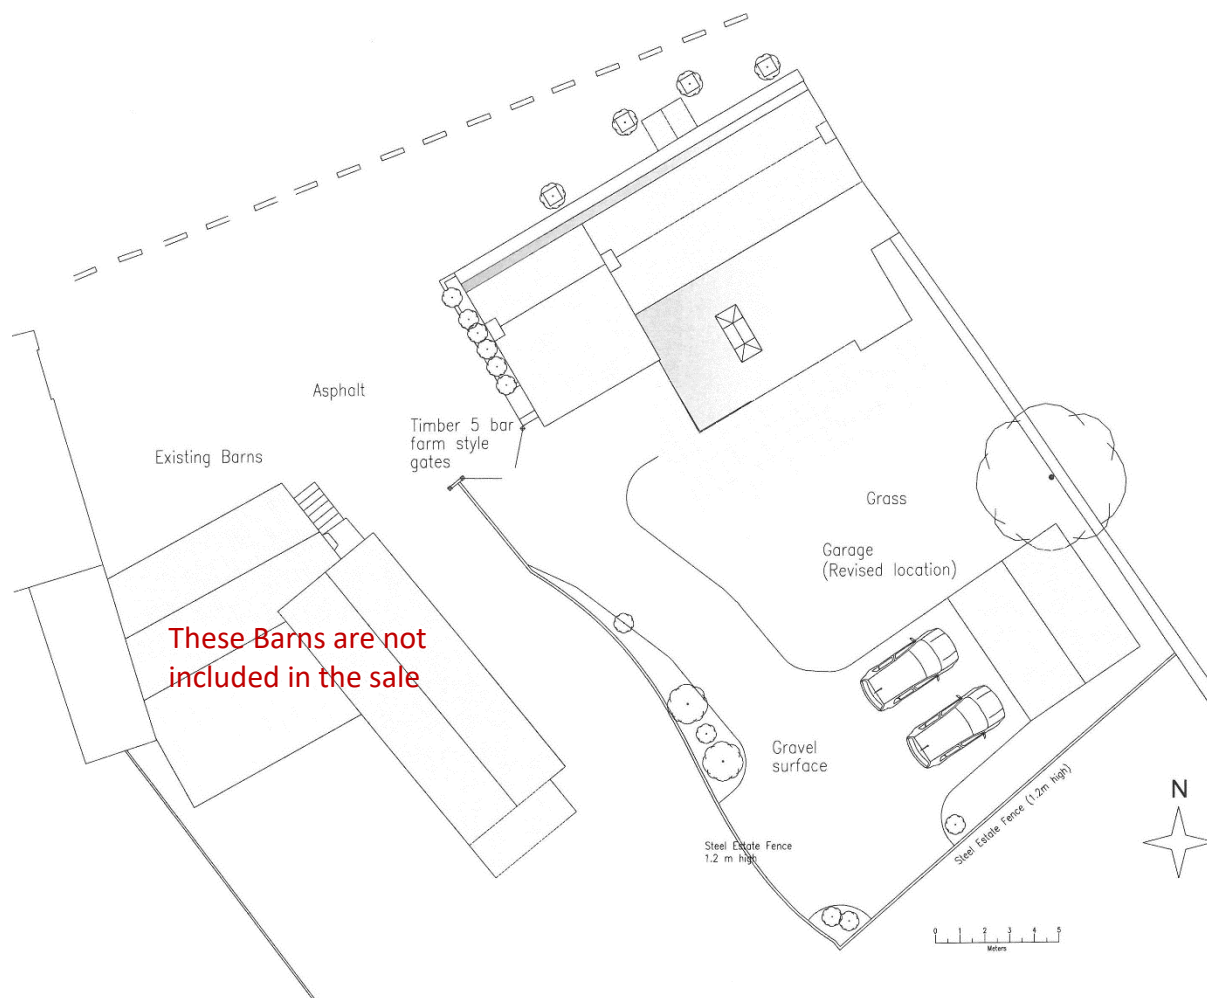 Asphalt
Timber 5 bar
farm style
gates
Existing Barns
Grass
Garage
(Revised location)
These Barns are not
included in the sale
Gravel
surface
Steel Estate Fence (1.2m high)
Steel Estate Fence
1.2 m high
N
0 1 2 3 4 5
Meters